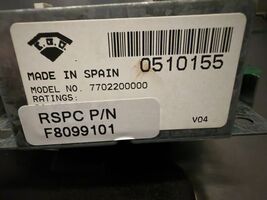 MADE IN SPAIN
0510155
MODEL NO. 7702200000
RATINGS:
RSPC P/N
F8099101
V04